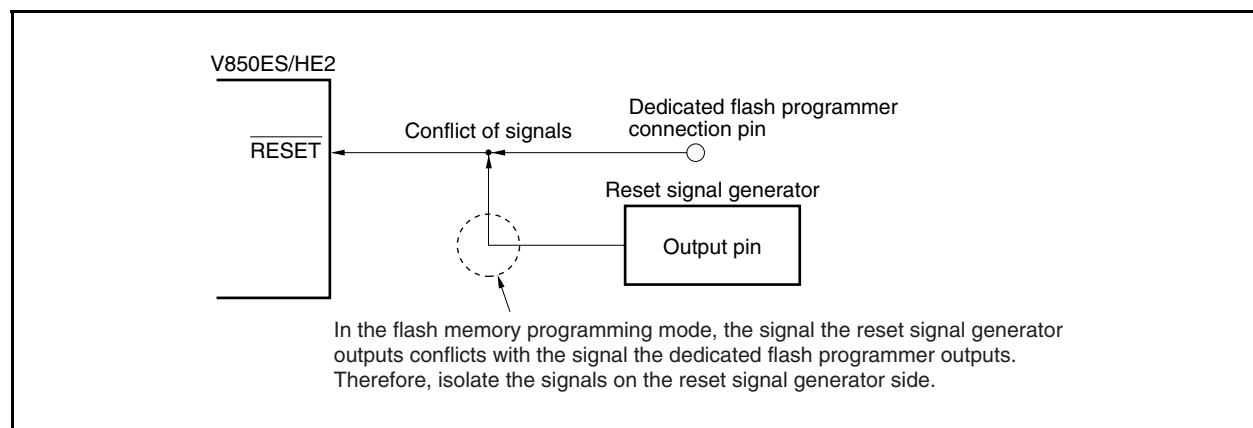 V850ES/HE2
RESET
Conflict of signals
Dedicated flash programmer
connection pin
Reset signal generator
Output pin
In the flash memory programming mode, the signal the reset signal generator
outputs conflicts with the signal the dedicated flash programmer outputs.
Therefore, isolate the signals on the reset signal generator side.